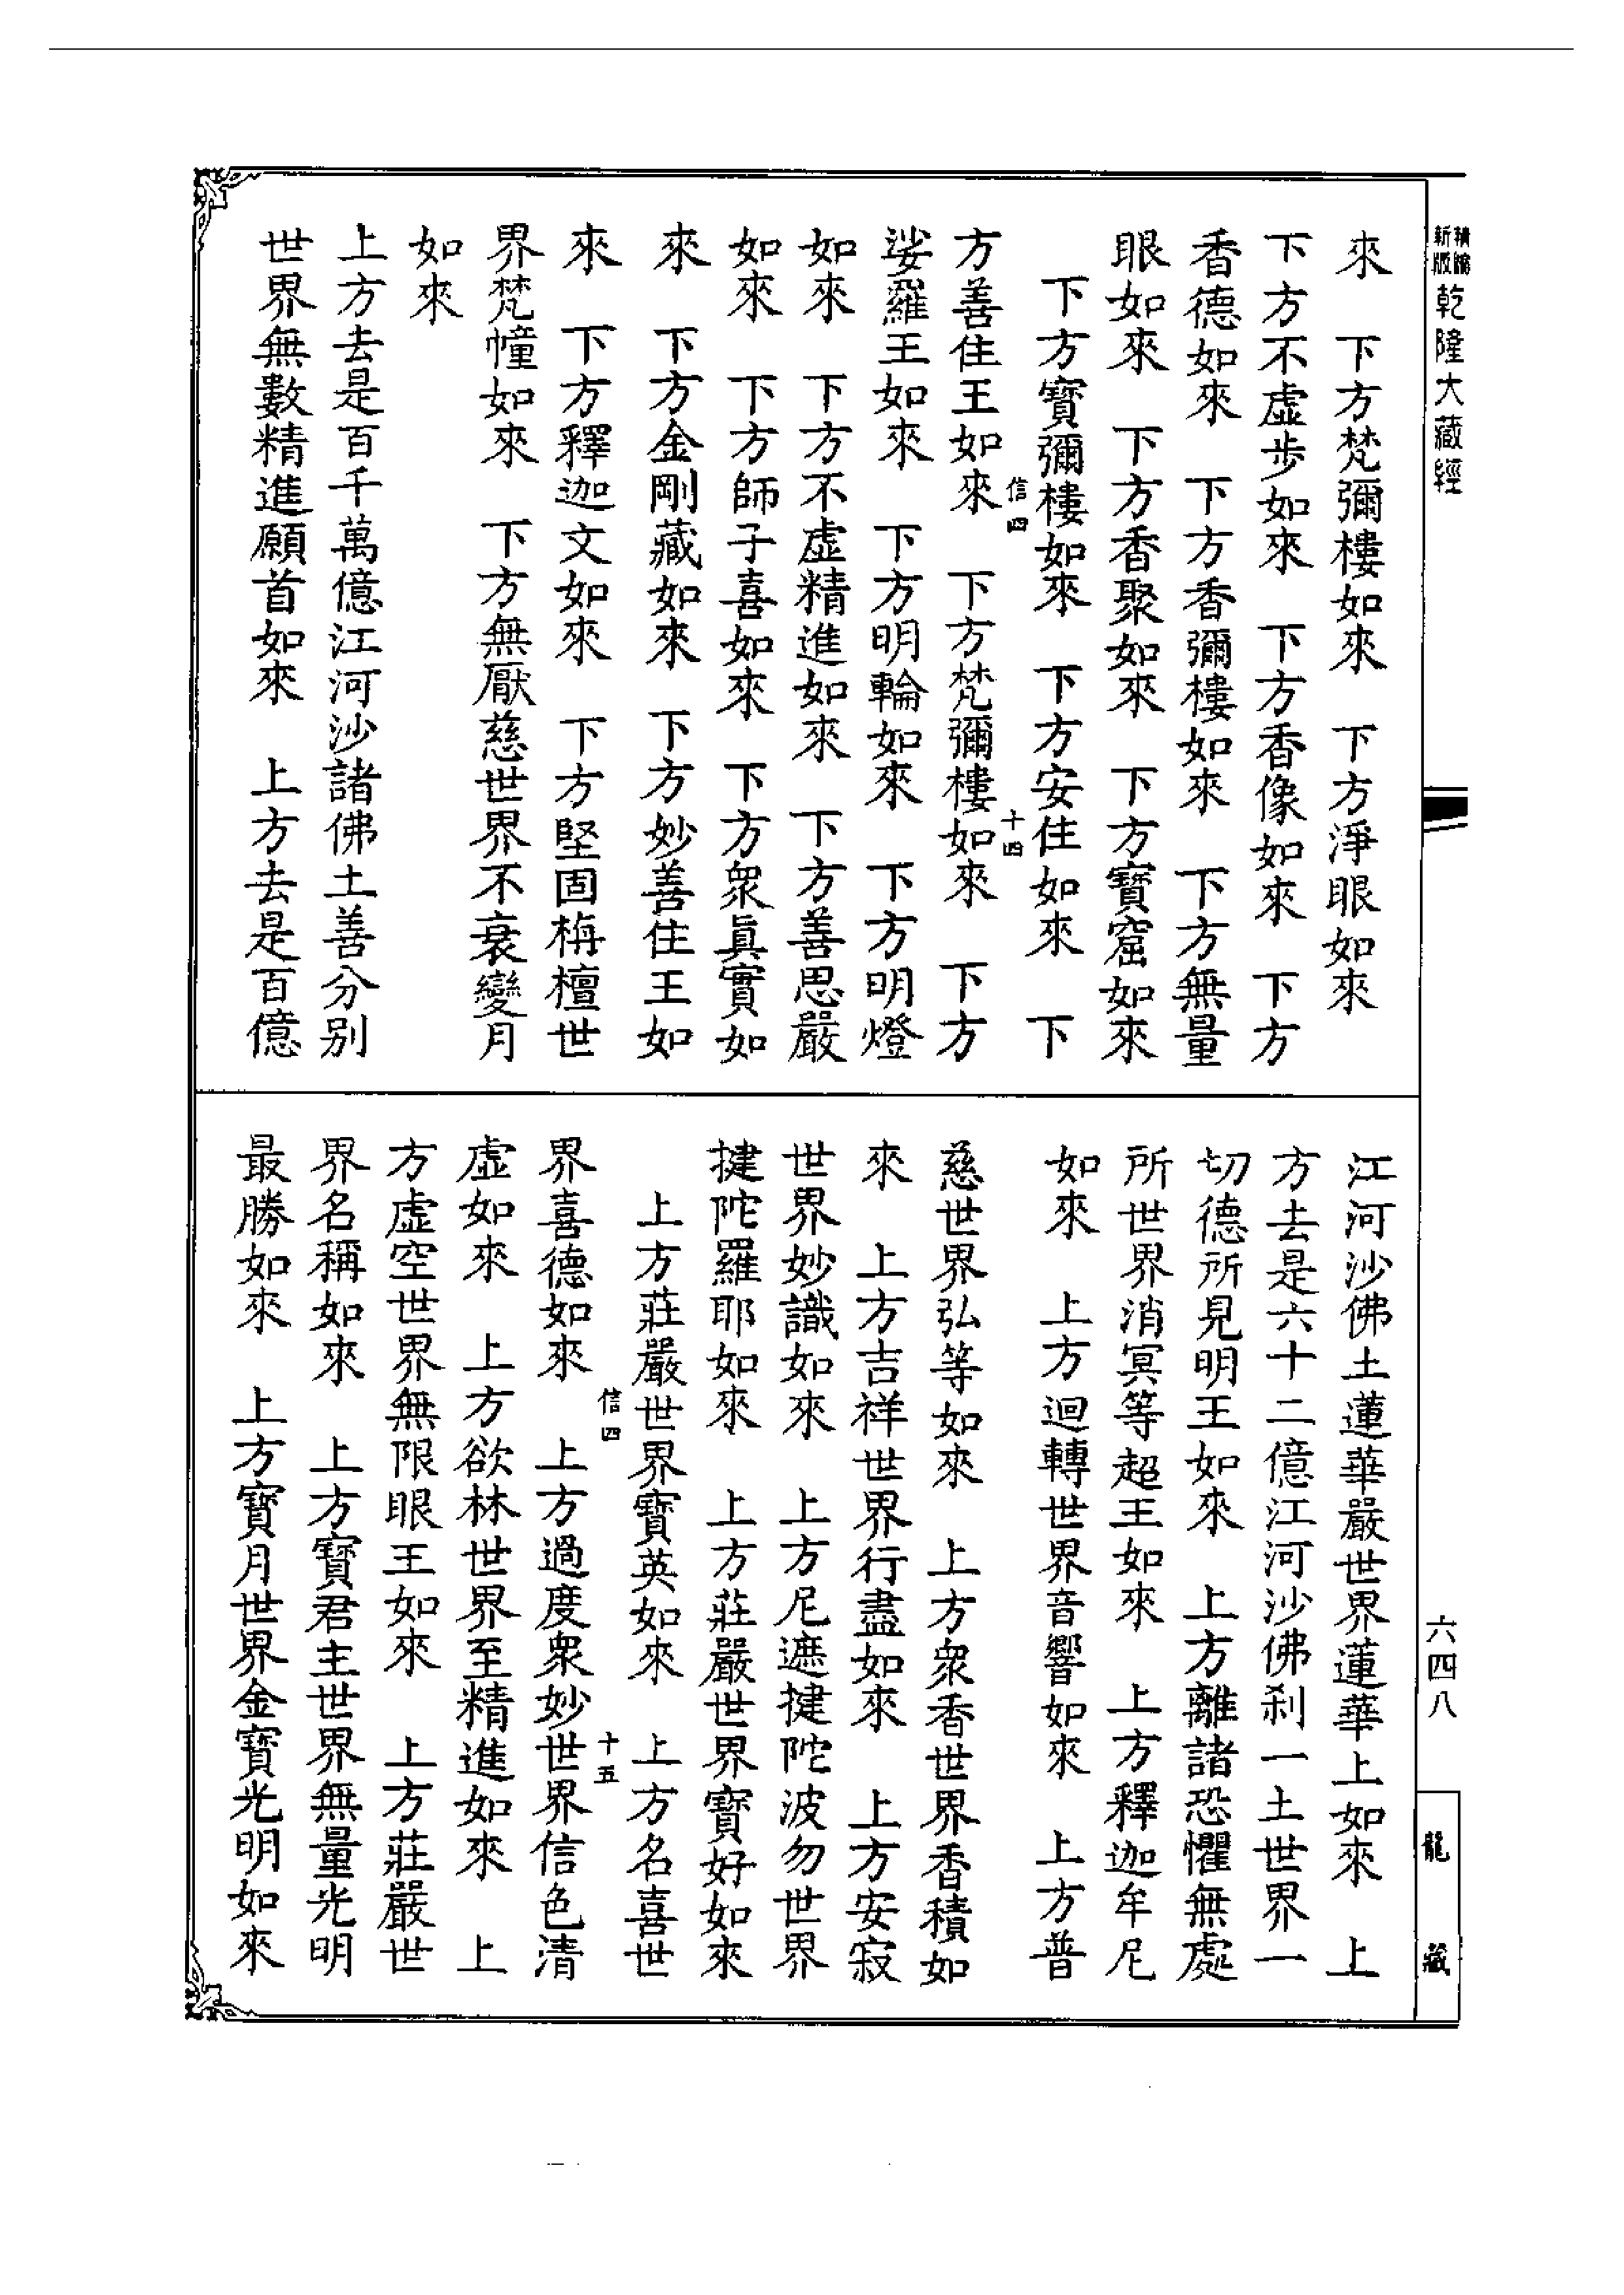 精編
新版
乾隆大藏經
六四八
龍藏
來　下方梵彌樓如來　下方淨眼如來
下方不虛步如來　下方香像如來　下方
香德如來　下方香彌樓如來　下方無量
眼如來　下方香聚如來　下方寶窟如來
下方寶彌樓如來　下方安住如來　下
信四　十四
方善住王如來　下方梵彌樓如來　下方
娑羅王如來　下方明輪如來　下方明燈
如來　下方不虛精進如來　下方善思嚴
如來　下方師子喜如來　下方眾眞實如
來　下方金剛藏如來　下方妙善住王如
來　下方釋迦文如來　下方堅固栴檀世
界梵幢如來　下方無厭慈世界不衰變月
如來
上方去是百千萬億江河沙諸佛土善分別
世界無數精進願首如來　上方去是百億
江河沙佛土蓮華嚴世界蓮華上如來　上
方去是六十二億江河沙佛刹一土世界一
切德所見明王如來　上方離諸恐懼無處
所世界消冥等超王如來　上方釋迦牟尼
如來　上方迴轉世界音響如來　上方普
慈世界弘等如來　上方眾香世界香積如
來　上方吉祥世界行盡如來　上方安寂
世界妙識如來　上方尼遮揵陀波勿世界
揵陀羅耶如來　上方莊嚴世界寶好如來
上方莊嚴世界寶英如來　上方名喜世
信四　十五
界喜德如來　上方過度眾妙世界信色清
虛如來　上方欲林世界至精進如來　上
方虛空世界無限眼王如來　上方莊嚴世
界名稱如來　上方寶君主世界無量光明
最勝如來　上方寶月世界金寶光明如來